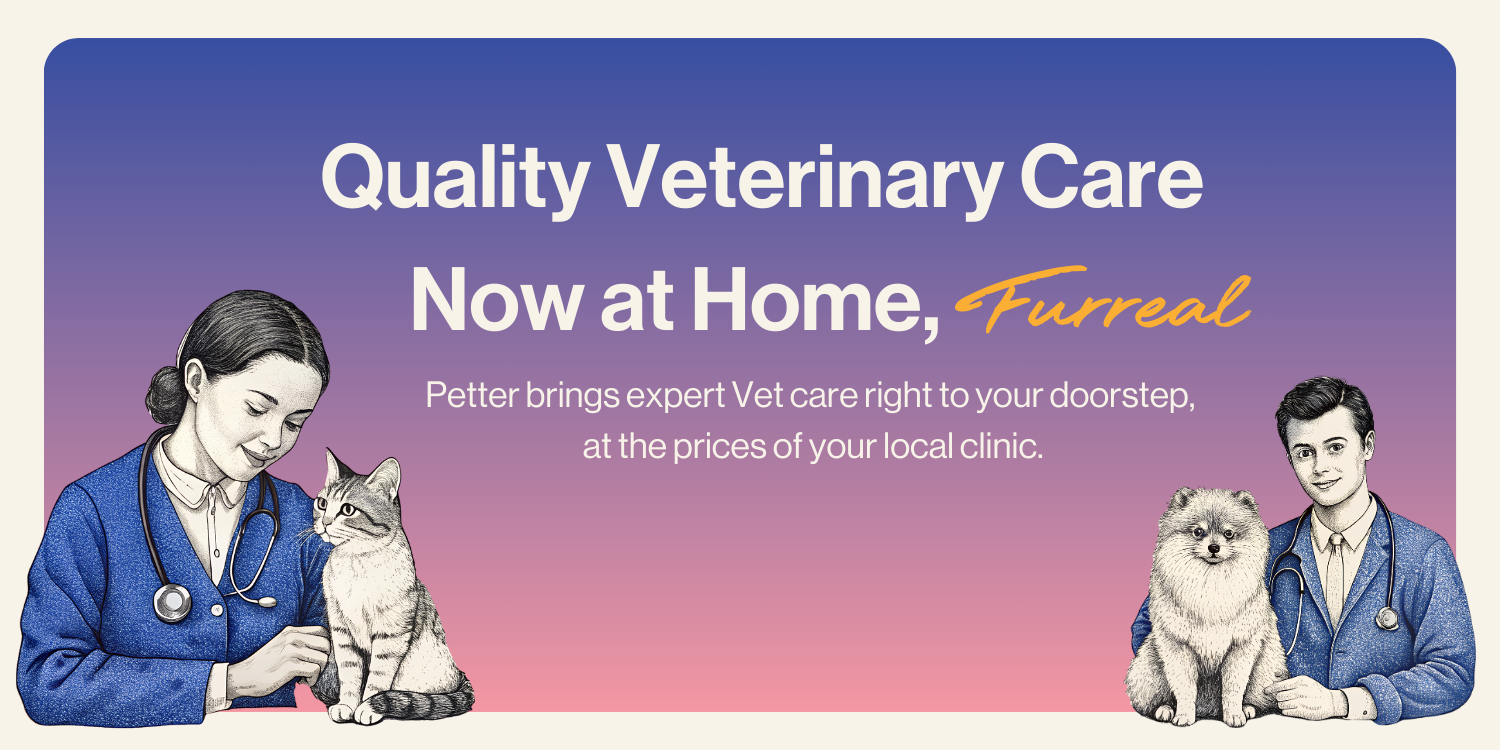 Quality Veterinary Care
Now at Home, Furreal
Petter brings expert Vet care right to your doorstep,
at the prices of your local clinic.